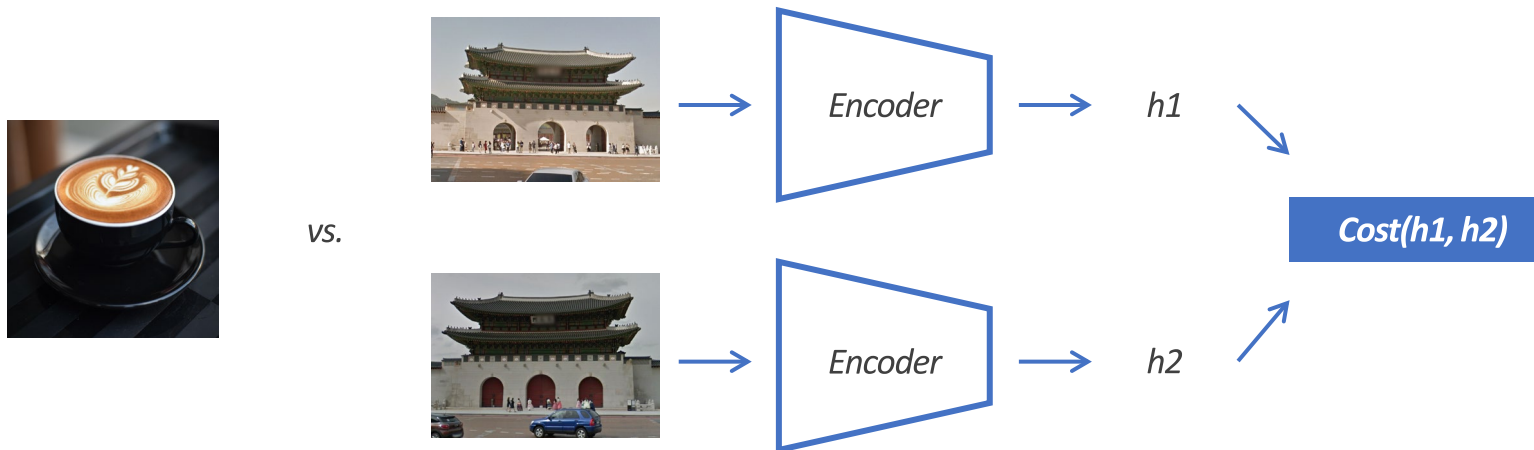 Encoder
h1
vs.
Cost(h1, h2)
Encoder
h2